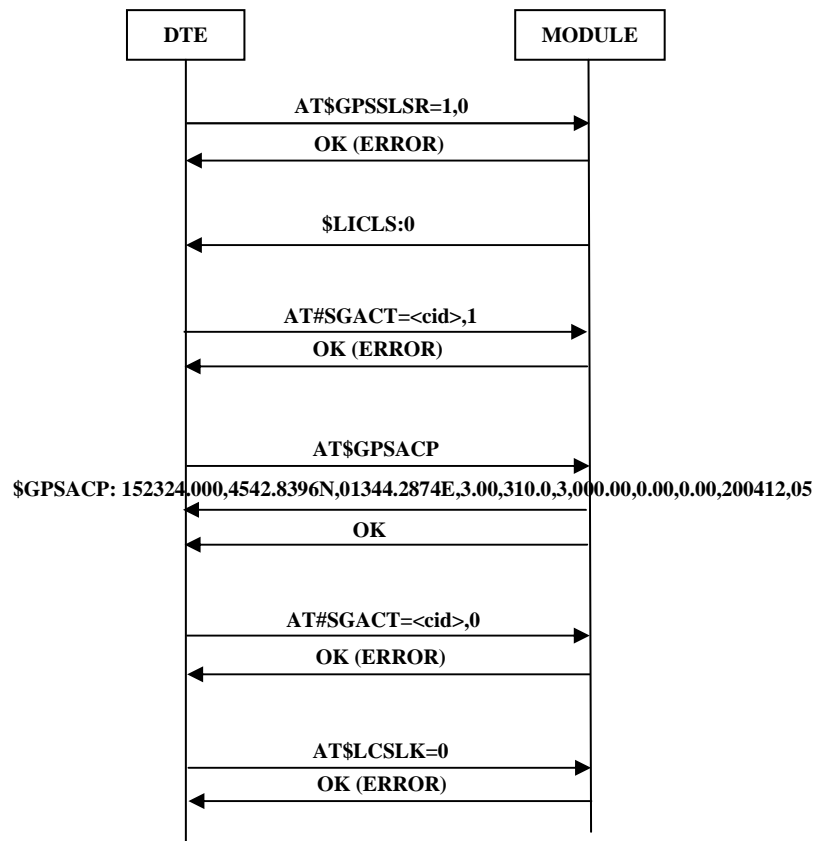 DTE
MODULE
AT$GPSSLSR=1,0
OK (ERROR)
$LICLS:0
AT#SGACT=<cid>,1
OK (ERROR)
AT$GPSACP
$GPSACP: 152324.000,4542.8396N,01344.2874E,3.00,310.0,3,000.00,0.00,0.00,200412,05
OK
AT#SGACT=<cid>,0
OK (ERROR)
AT$LCSLK=0
OK (ERROR)